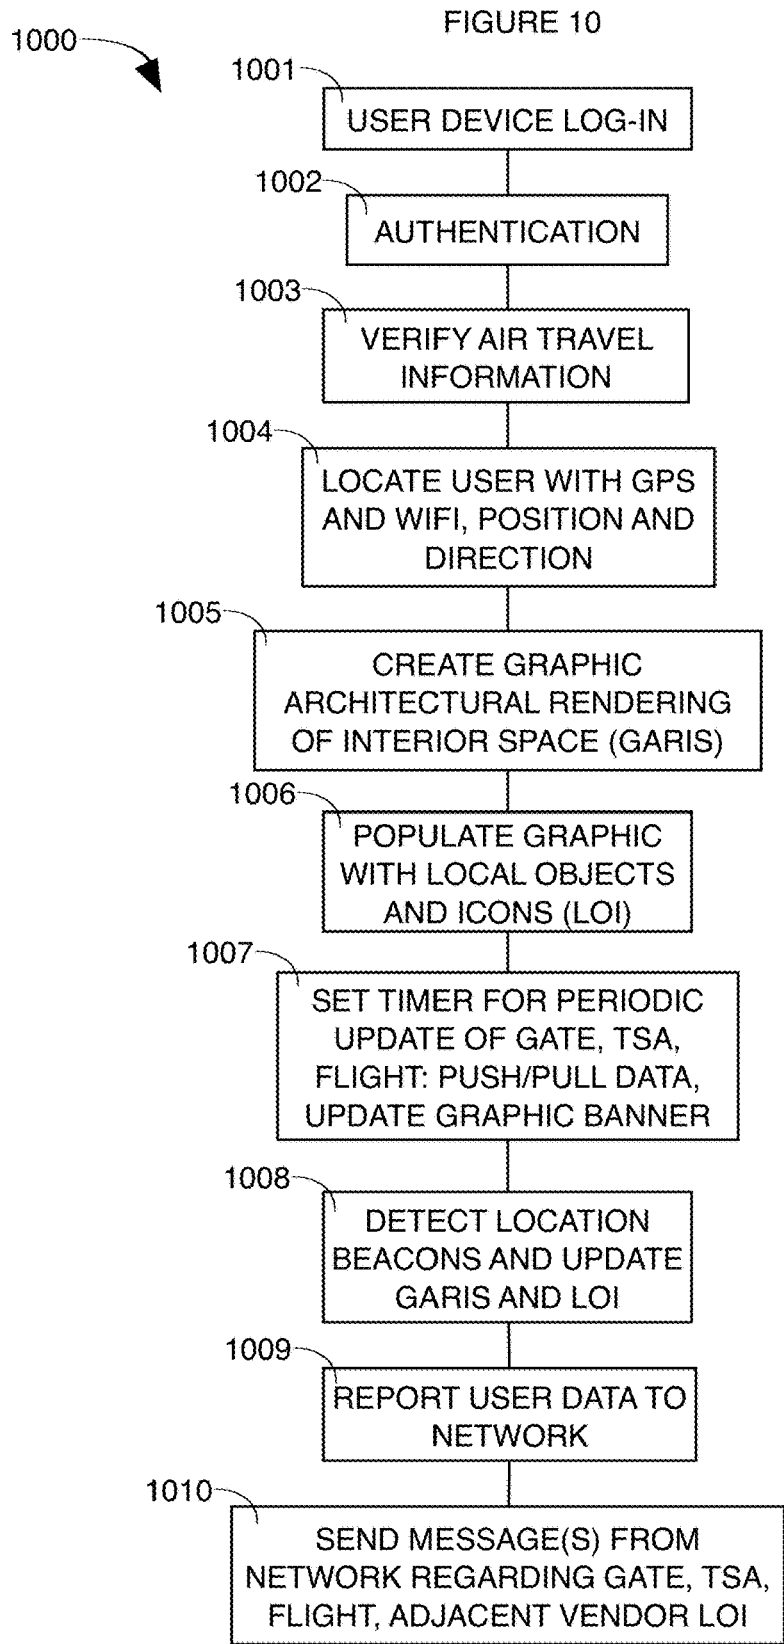 FIGURE 10
1000
1001
USER DEVICE LOG-IN
1002
AUTHENTICATION
1003
VERIFY AIR TRAVEL
INFORMATION
1004
LOCATE USER WITH GPS
AND WIFI, POSITION AND
DIRECTION
1005
CREATE GRAPHIC
ARCHITECTURAL RENDERING
OF INTERIOR SPACE (GARIS)
1006
POPULATE GRAPHIC
WITH LOCAL OBJECTS
AND ICONS (LOI)
1007
SET TIMER FOR PERIODIC
UPDATE OF GATE, TSA,
FLIGHT: PUSH/PULL DATA,
UPDATE GRAPHIC BANNER
1008
DETECT LOCATION
BEACONS AND UPDATE
GARIS AND LOI
1009
REPORT USER DATA TO
NETWORK
1010
SEND MESSAGE(S) FROM
NETWORK REGARDING GATE, TSA,
FLIGHT, ADJACENT VENDOR LOI